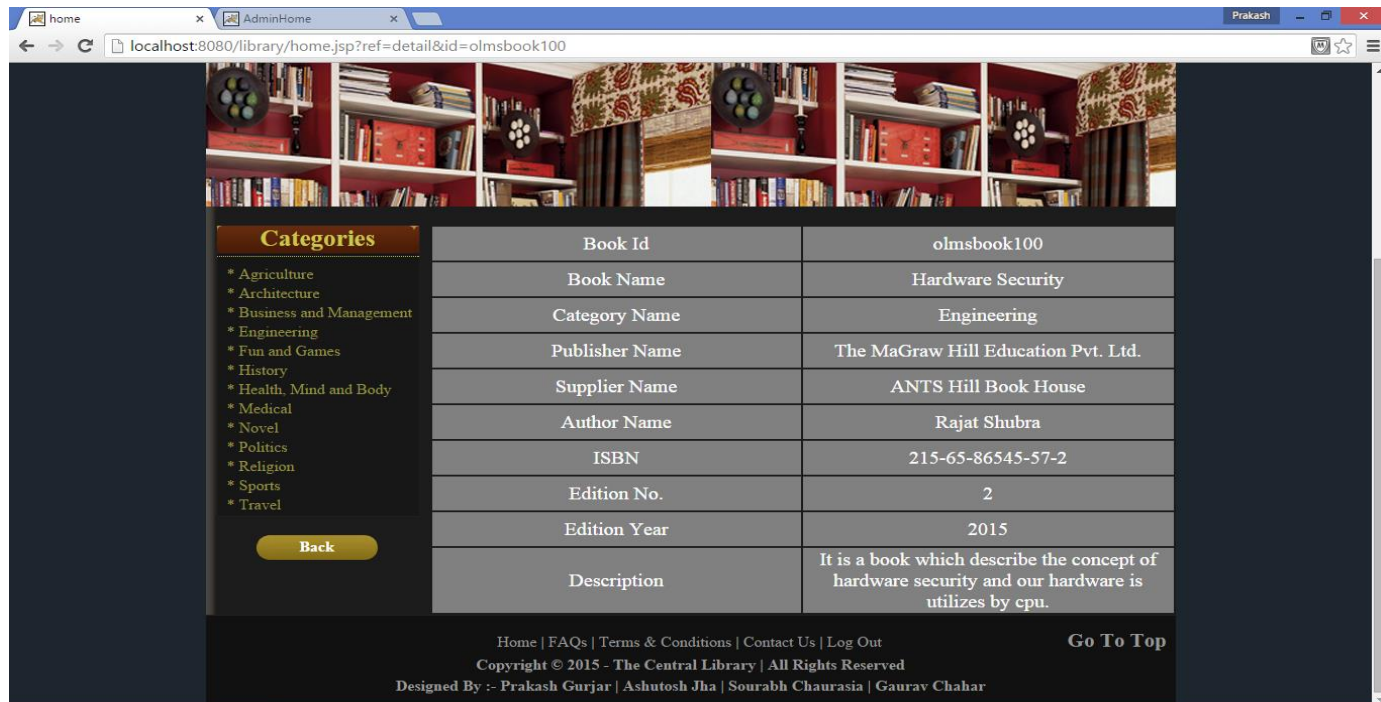 home
AdminHome
Prakash
localhost:8080/library/home.jsp?ref=detail&id=olmsbook100
Categories
* Agriculture
* Architecture
* Business and Management
* Engineering
* Fun and Games
* History
* Health, Mind and Body
* Medical
* Novel
* Politics
* Religion
* Sports
* Travel
Back
Book Id olmsbook100
Book Name Hardware Security
Category Name Engineering
Publisher Name The MaGraw Hill Education Pvt. Ltd.
Supplier Name ANTS Hill Book House
Author Name Rajat Shubra
ISBN 215-65-86545-57-2
Edition No. 2
Edition Year 2015
Description It is a book which describe the concept of
hardware security and our hardware is
utilizes by cpu.
Home | FAQs | Terms & Conditions | Contact Us | Log Out
Go To Top
Copyright © 2015 - The Central Library | All Rights Reserved
Designed By :- Prakash Gurjar | Ashutosh Jha | Sourabh Chaurasia | Gaurav Chahar